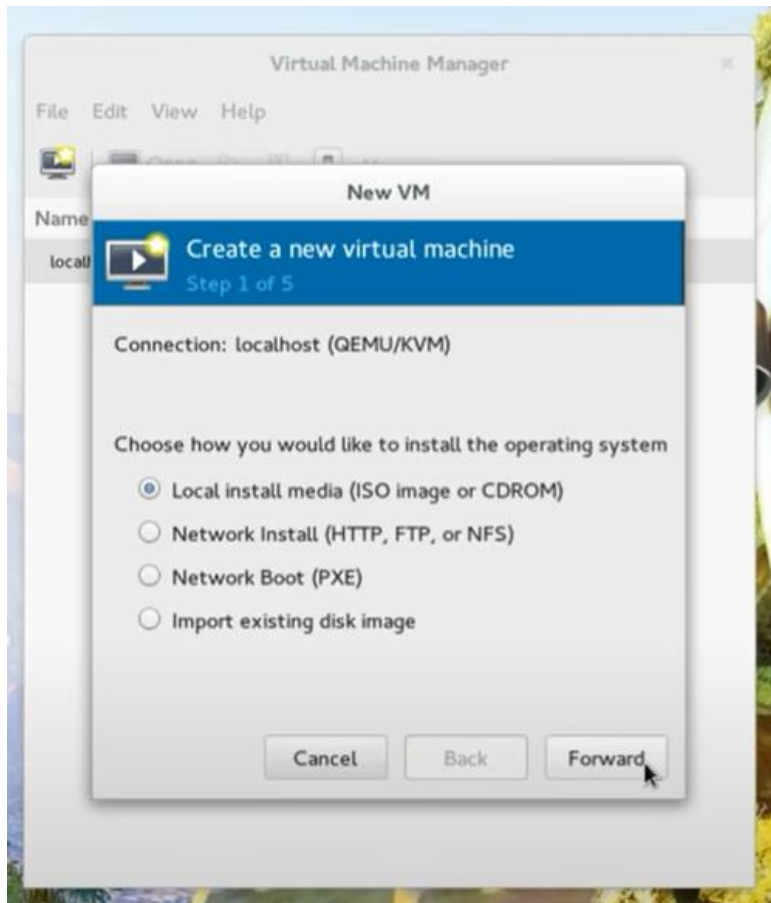 Virtual Machine Manager
File Edit View Help
Name
New VM
Create a new virtual machine
Step 1 of 5
Connection: localhost (QEMU/KVM)
Choose how you would like to install the operating system
Local install media (ISO image or CDROM)
Network Install (HTTP, FTP, or NFS)
Network Boot (PXE)
Import existing disk image
Cancel Back Forward